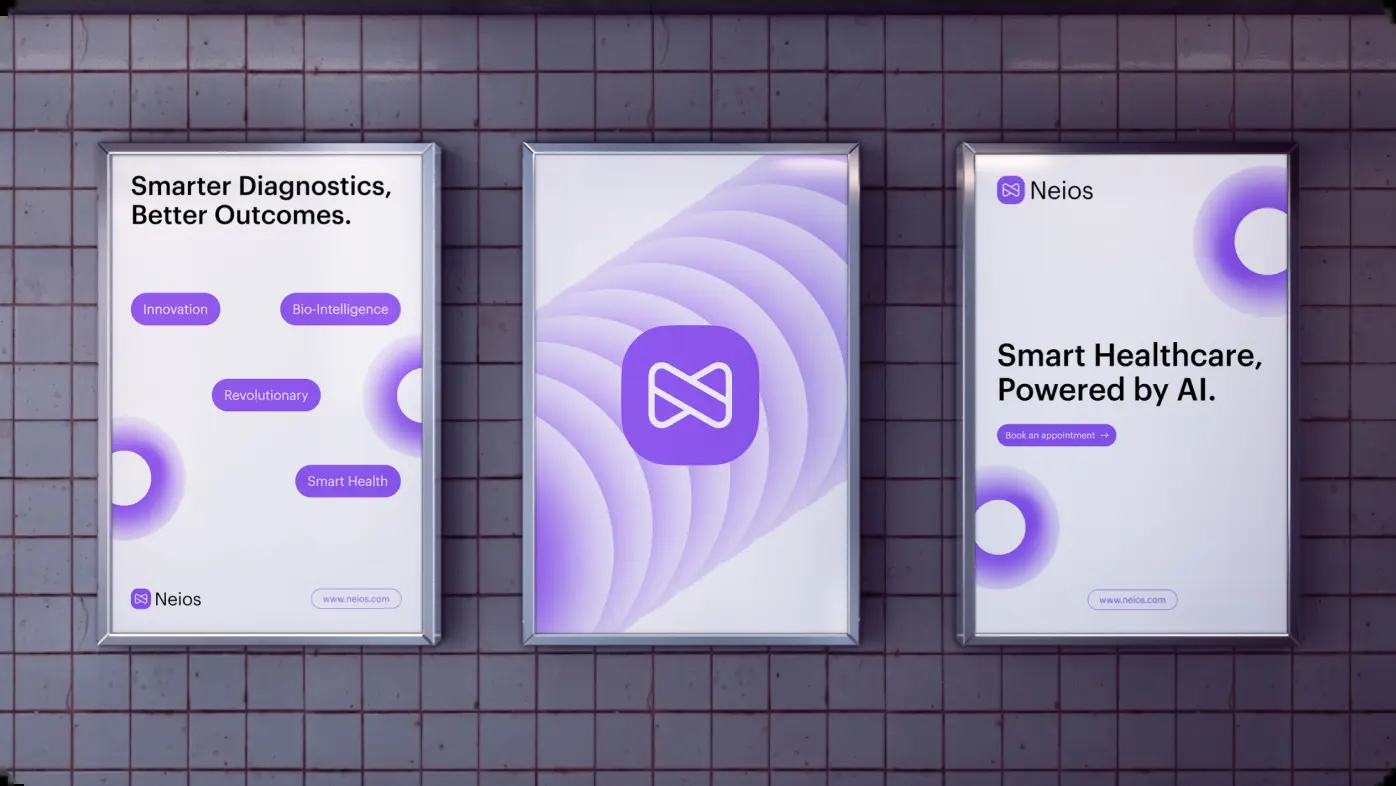 Smarter Diagnostics,
Better Outcomes.
Innovation
Bio-Intelligence
Revolutionary
Smart Health
Neios
www.neios.com
Neios
Smart Healthcare,
Powered by AI.
Book an appointment →
www.neios.com